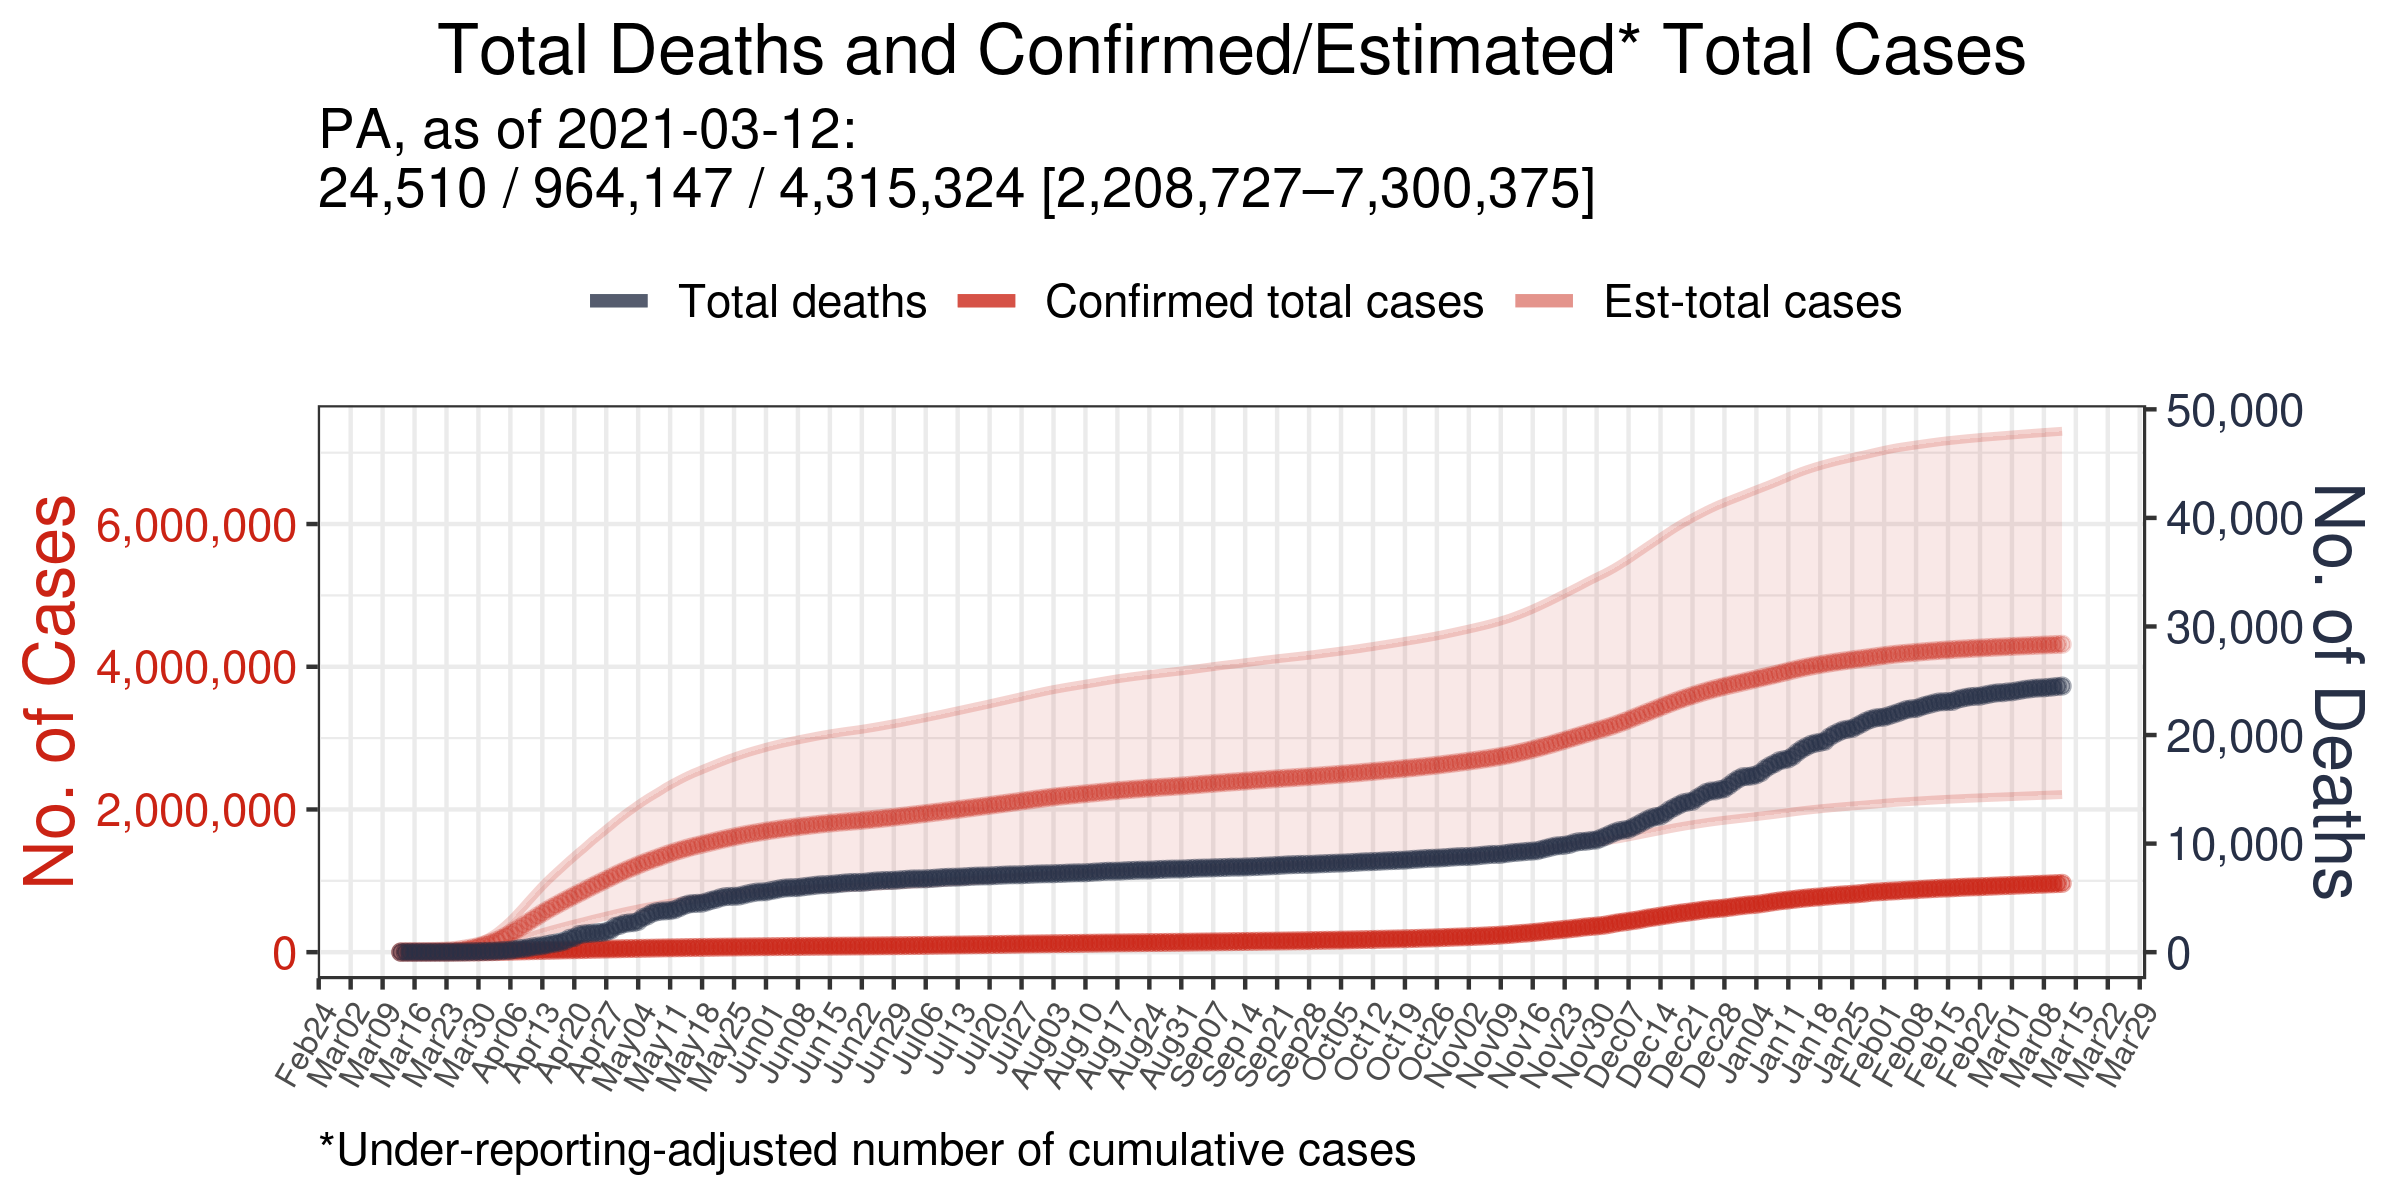 Total Deaths and Confirmed/Estimated* Total Cases
PA, as of 2021-03-12:
24,510 / 964,147 / 4,315,324 [2,208,727–7,300,375]
Total deaths
Confirmed total cases
Est-total cases
No. of Cases
6,000,000
4,000,000
2,000,000
0
50,000
40,000
30,000
20,000
10,000
0
No. of Deaths
Feb24
Mar02
Mar09
Mar16
Mar23
Mar30
Apr06
Apr13
Apr20
Apr27
May04
May11
May18
May25
Jun01
Jun08
Jun15
Jun22
Jun29
Jul06
Jul13
Jul20
Jul27
Aug03
Aug10
Aug17
Aug24
Aug31
Sep07
Sep14
Sep21
Sep28
Oct05
Oct12
Oct19
Oct26
Nov02
Nov09
Nov16
Nov23
Nov30
Dec07
Dec14
Dec21
Dec28
Jan04
Jan11
Jan18
Jan25
Feb01
Feb08
Feb15
Feb22
Mar01
Mar08
Mar15
Mar22
Mar29
*Under-reporting-adjusted number of cumulative cases